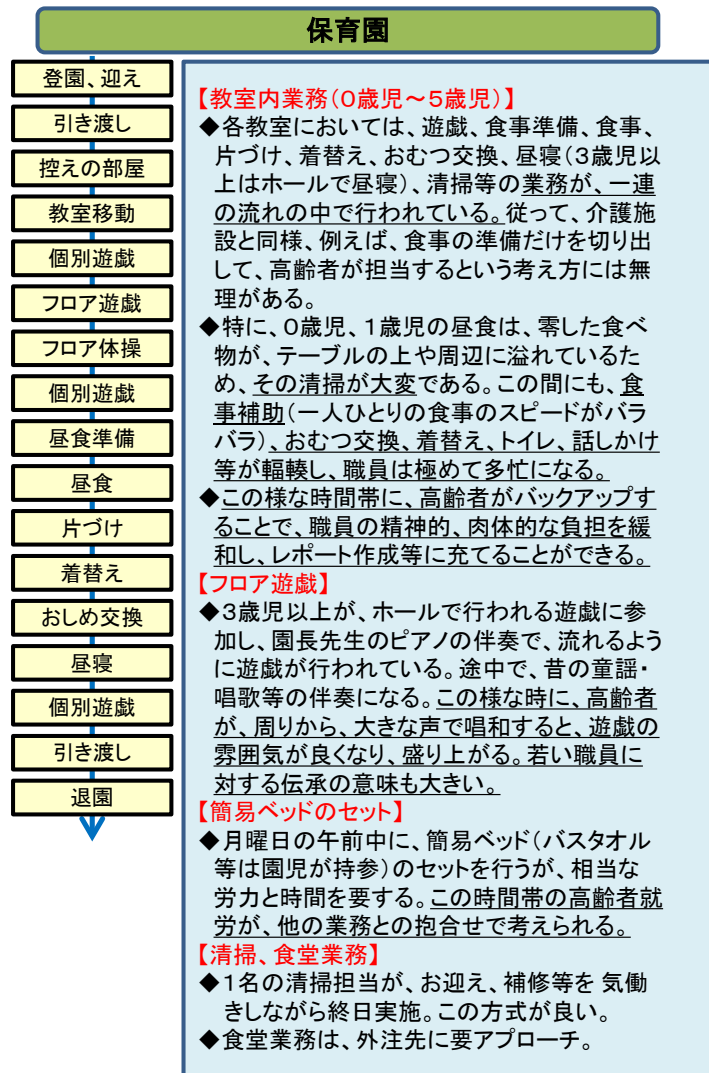 保育園
登園、迎え
引き渡し
控えの部屋
教室移動
個別遊戯
フロア遊戯
フロア体操
個別遊戯
昼食準備
昼食
片づけ
着替え
おしめ交換
昼寝
個別遊戯
引き渡し
退園
【教室内業務(0歳児~5歳児)】
◆各教室においては、遊戯、食事準備、食事、
片づけ、着替え、おむつ交換、昼寝(3歳児以
上はホールで昼寝)、清掃等の業務が、一連
の流れの中で行われている。従って、介護施
設と同様、例えば、食事の準備だけを切り出
して、高齢者が担当するという考え方には無
理がある。
◆特に、0歳児、1歳児の昼食は、零した食べ
物が、テーブルの上や周辺に溢れているた
め、その清掃が大変である。この間にも、食
事補助(一人ひとりの食事のスピードがバラ
バラ)、おむつ交換、着替え、トイレ、話しかけ
等が輻輳し、職員は極めて多忙になる。
◆この様な時間帯に、高齢者がバックアップす
ることで、職員の精神的、肉体的な負担を緩
和し、レポート作成等に充てることができる。
【フロア遊戯】
◆3歳児以上が、ホールで行われる遊戯に参
加し、園長先生のピアノの伴奏で、流れるよう
に遊戯が行われている。途中で、昔の童謡・
唱歌等の伴奏になる。この様な時に、高齢者
が、周りから、大きな声で唱和すると、遊戯の
雰囲気が良くなり、盛り上がる。若い職員に
対する伝承の意味も大きい。
【簡易ベッドのセット】
◆月曜日の午前中に、簡易ベッド(バスタオル
等は園児が持参)のセットを行うが、相当な
労力と時間を要する。この時間帯の高齢者就
労が、他の業務との抱合せで考えられる。
【清掃、食堂業務】
◆1名の清掃担当が、お迎え、補修等を 気働
きしながら終日実施。この方式が良い。
◆食堂業務は、外注先に要アプローチ。